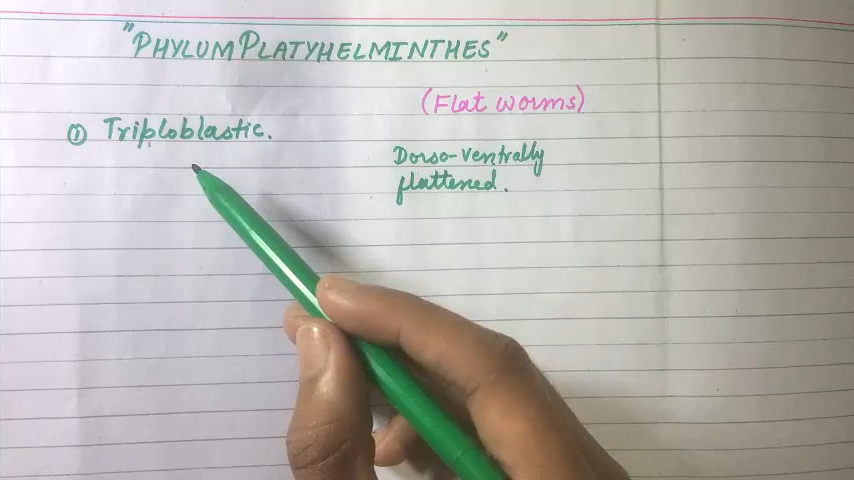 "PHYLUM PLATYHELMINTHES"
(Flat worms)
① Triploblastic.
Dorso-ventrally
flattened.